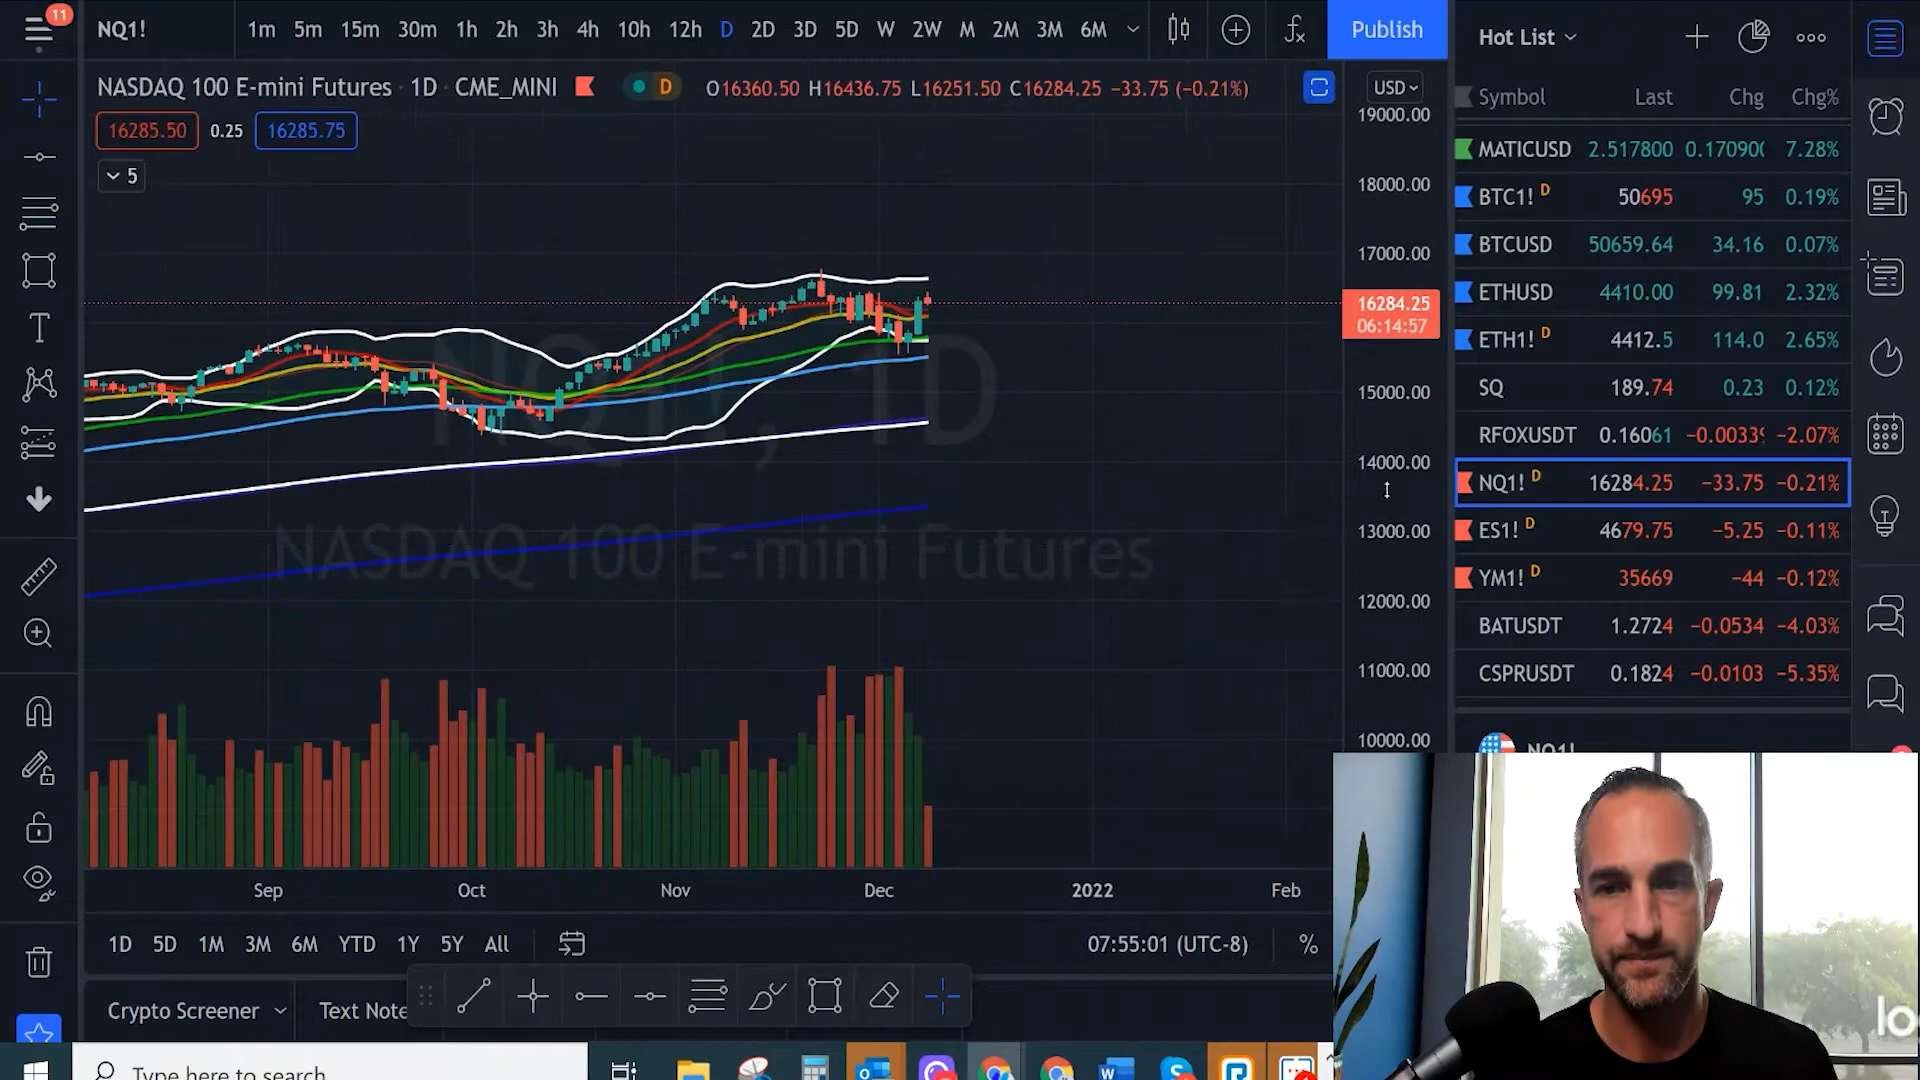 11
NQ1!
1m 5m 15m 30m 1h 2h 3h 4h 10h 12h D 2D 3D 5D W 2W M 2M 3M 6M
Publish
Hot List
NASDAQ 100 E-mini Futures · 1D · CME_MINI D O16360.50 H16436.75 L16251.50 C16284.25 −33.75 (−0.21%)
USD
16285.50 0.25 16285.75
5
19000.00
18000.00
17000.00
16284.25
06:14:57
15000.00
14000.00
13000.00
12000.00
11000.00
10000.00
NQ1!, 1D
NASDAQ 100 E-mini Futures
Symbol Last Chg Chg%
MATICUSD 2.517800 0.17090 7.28%
BTC1! D 50695 95 0.19%
BTCUSD 50659.64 34.16 0.07%
ETHUSD 4410.00 99.81 2.32%
ETH1! D 4412.5 114.0 2.65%
SQ 189.74 0.23 0.12%
RFOXUSDT 0.16061 −0.0033 −2.07%
NQ1! D 16284.25 −33.75 −0.21%
ES1! D 4679.75 −5.25 −0.11%
YM1! D 35669 −44 −0.12%
BATUSDT 1.2724 −0.0534 −4.03%
CSPRUSDT 0.1824 −0.0103 −5.35%
NQ1!
Sep Oct Nov Dec 2022 Feb
1D 5D 1M 3M 6M YTD 1Y 5Y All
07:55:01 (UTC-8) %
Crypto Screener Text Note
Type here to search
lo